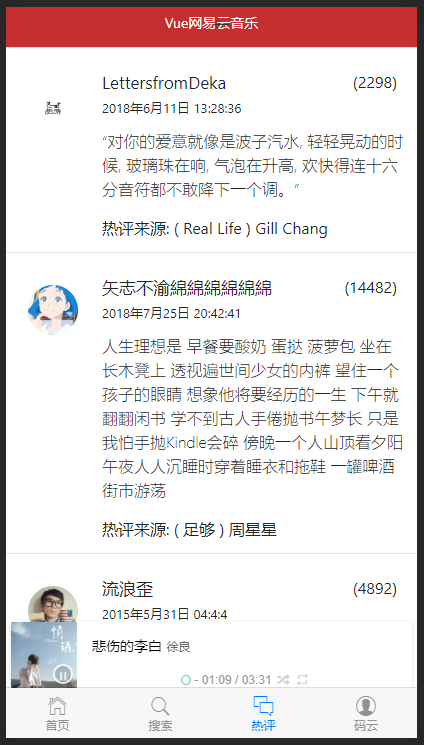 Vue网易云音乐
LettersfromDeka (2298)
2018年6月11日 13:28:36
“对你的爱意就像是波子汽水, 轻轻晃动的时
候, 玻璃珠在响, 气泡在升高, 欢快得连十六
分音符都不敢降下一个调。”
热评来源: ( Real Life ) Gill Chang
矢志不渝綿綿綿綿綿綿 (14482)
2018年7月25日 20:42:41
人生理想是 早餐要酸奶 蛋挞 菠萝包 坐在
长木凳上 透视遍世间少女的内裤 望住一个
孩子的眼睛 想象他将要经历的一生 下午就
翻翻闲书 学不到古人手倦抛书午梦长 只是
我怕手抛Kindle会碎 傍晚一个人山顶看夕阳
午夜人人沉睡时穿着睡衣和拖鞋 一罐啤酒
街市游荡
热评来源: ( 足够 ) 周星星
流浪歪 (4892)
2015年5月31日 04:4:4
情话
悲伤的李白 徐良
- 01:09 / 03:31
首页 搜索 热评 码云